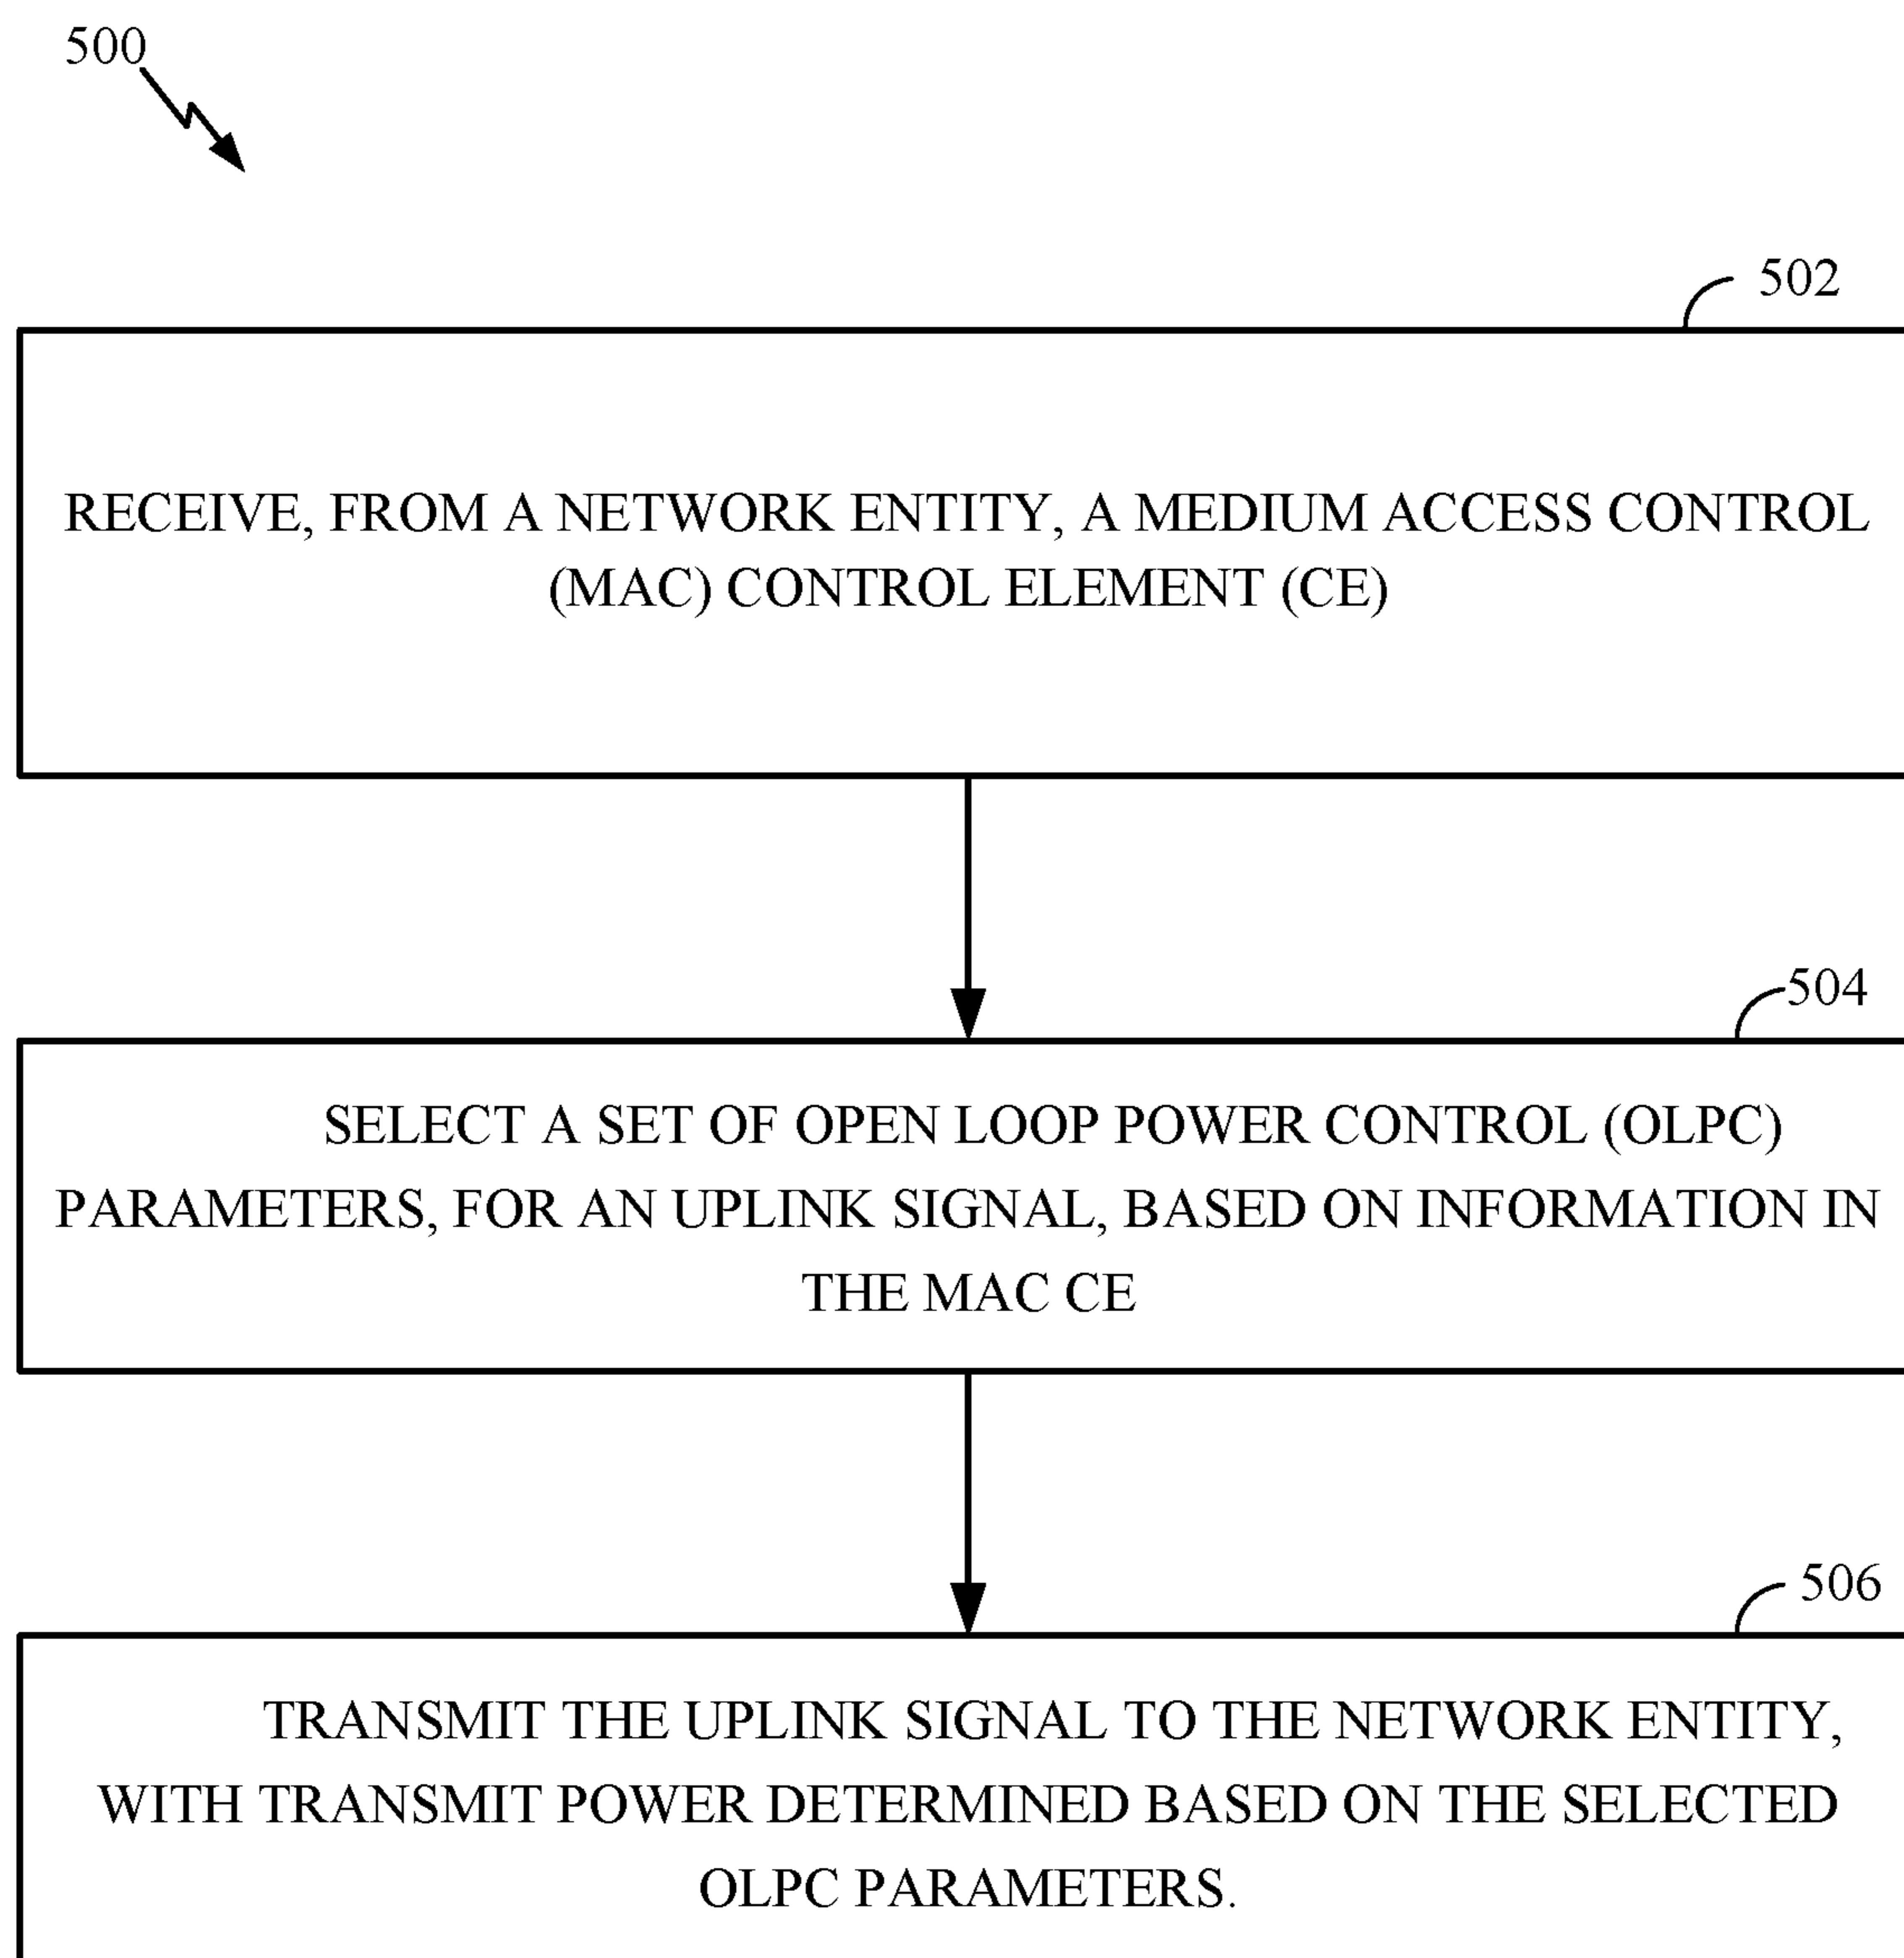 500
502
RECEIVE, FROM A NETWORK ENTITY, A MEDIUM ACCESS CONTROL
(MAC) CONTROL ELEMENT (CE)
504
SELECT A SET OF OPEN LOOP POWER CONTROL (OLPC)
PARAMETERS, FOR AN UPLINK SIGNAL, BASED ON INFORMATION IN
THE MAC CE
506
TRANSMIT THE UPLINK SIGNAL TO THE NETWORK ENTITY,
WITH TRANSMIT POWER DETERMINED BASED ON THE SELECTED
OLPC PARAMETERS.